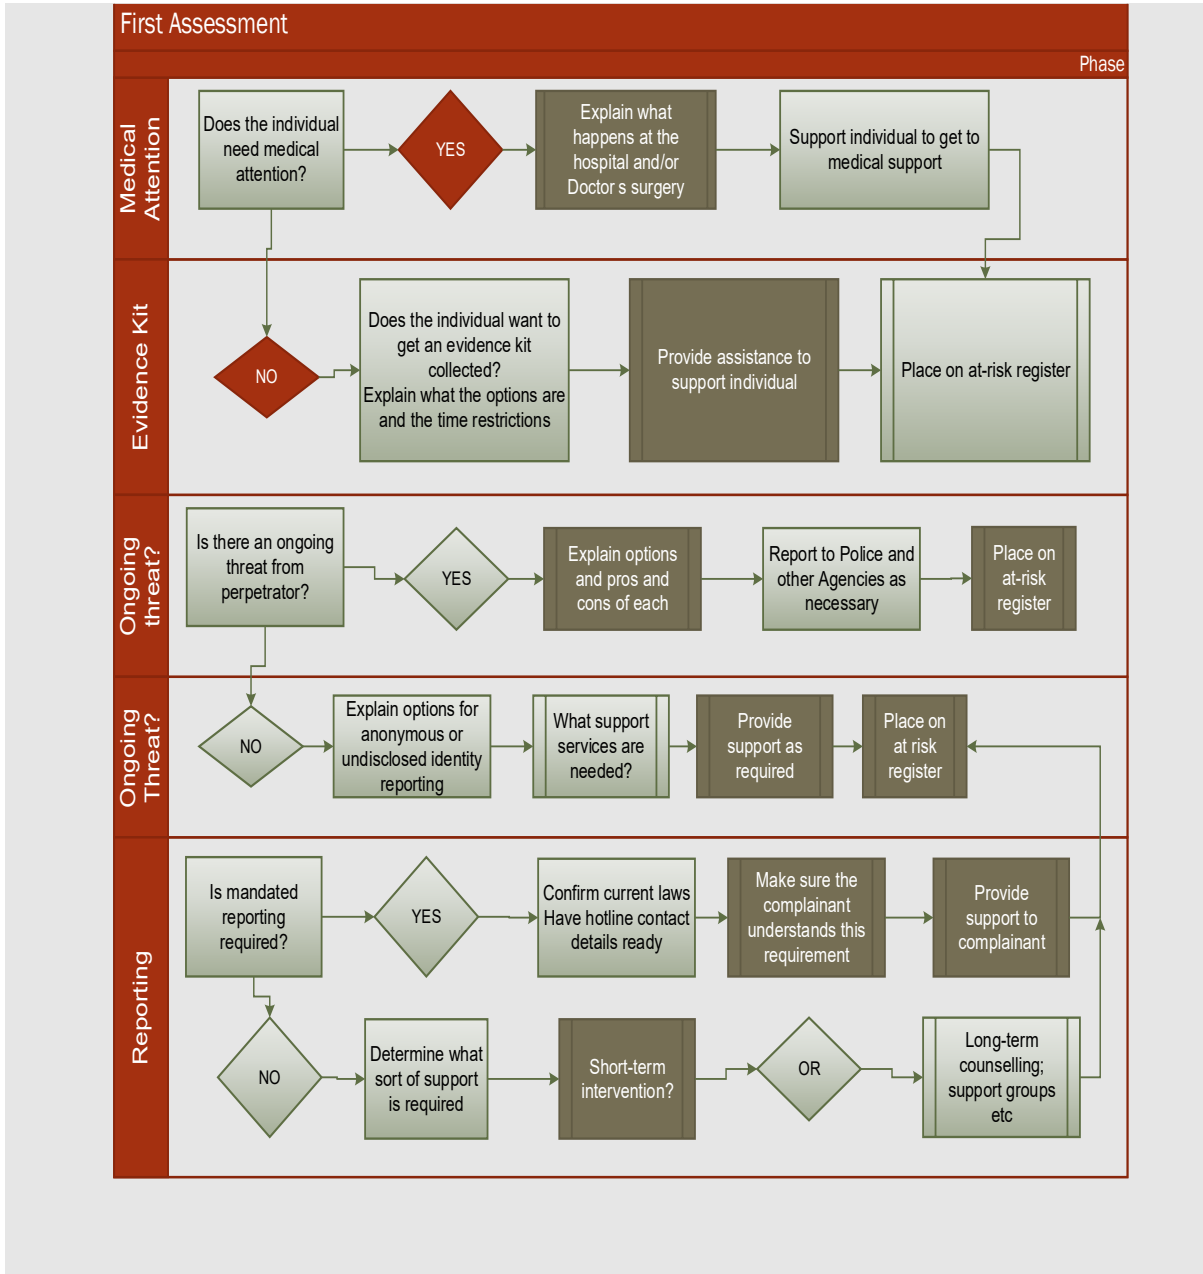 First Assessment
Phase
Medical
Attention
Does the individual
need medical
attention?
YES
Explain what
happens at the
hospital and/or
Doctor s surgery
Support individual to get to
medical support
Evidence Kit
NO
Does the individual want to
get an evidence kit
collected?
Explain what the options are
and the time restrictions
Provide assistance to
support individual
Place on at-risk register
Ongoing
threat?
Is there an ongoing
threat from
perpetrator?
YES
Explain options
and pros and
cons of each
Report to Police and
other Agencies as
necessary
Place on
at-risk
register
Ongoing
Threat?
NO
Explain options for
anonymous or
undisclosed identity
reporting
What support
services are
needed?
Provide
support as
required
Place on
at risk
register
Reporting
Is mandated
reporting
required?
YES
Confirm current laws
Have hotline contact
details ready
Make sure the
complainant
understands this
requirement
Provide
support to
complainant
NO
Determine what
sort of support
is required
Short-term
intervention?
OR
Long-term
counselling;
support groups
etc